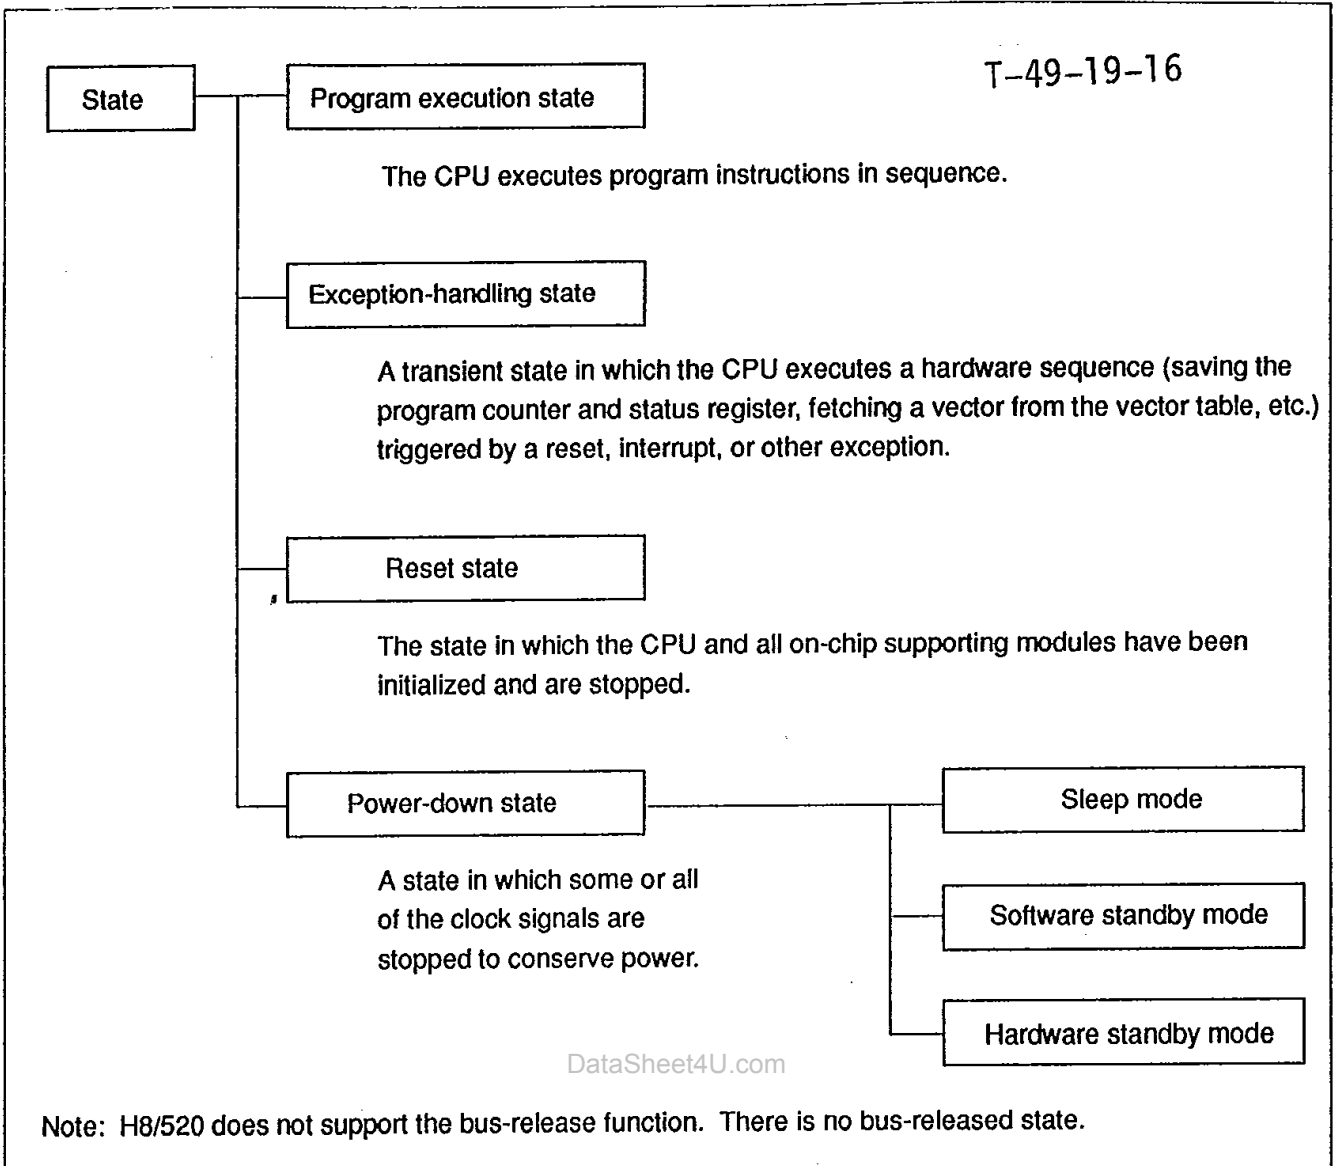 T-49-19-16
State
Program execution state
The CPU executes program instructions in sequence.
Exception-handling state
A transient state in which the CPU executes a hardware sequence (saving the
program counter and status register, fetching a vector from the vector table, etc.)
triggered by a reset, interrupt, or other exception.
Reset state
The state in which the CPU and all on-chip supporting modules have been
initialized and are stopped.
Power-down state
A state in which some or all
of the clock signals are
stopped to conserve power.
Sleep mode
Software standby mode
Hardware standby mode
DataSheet4U.com
Note: H8/520 does not support the bus-release function. There is no bus-released state.